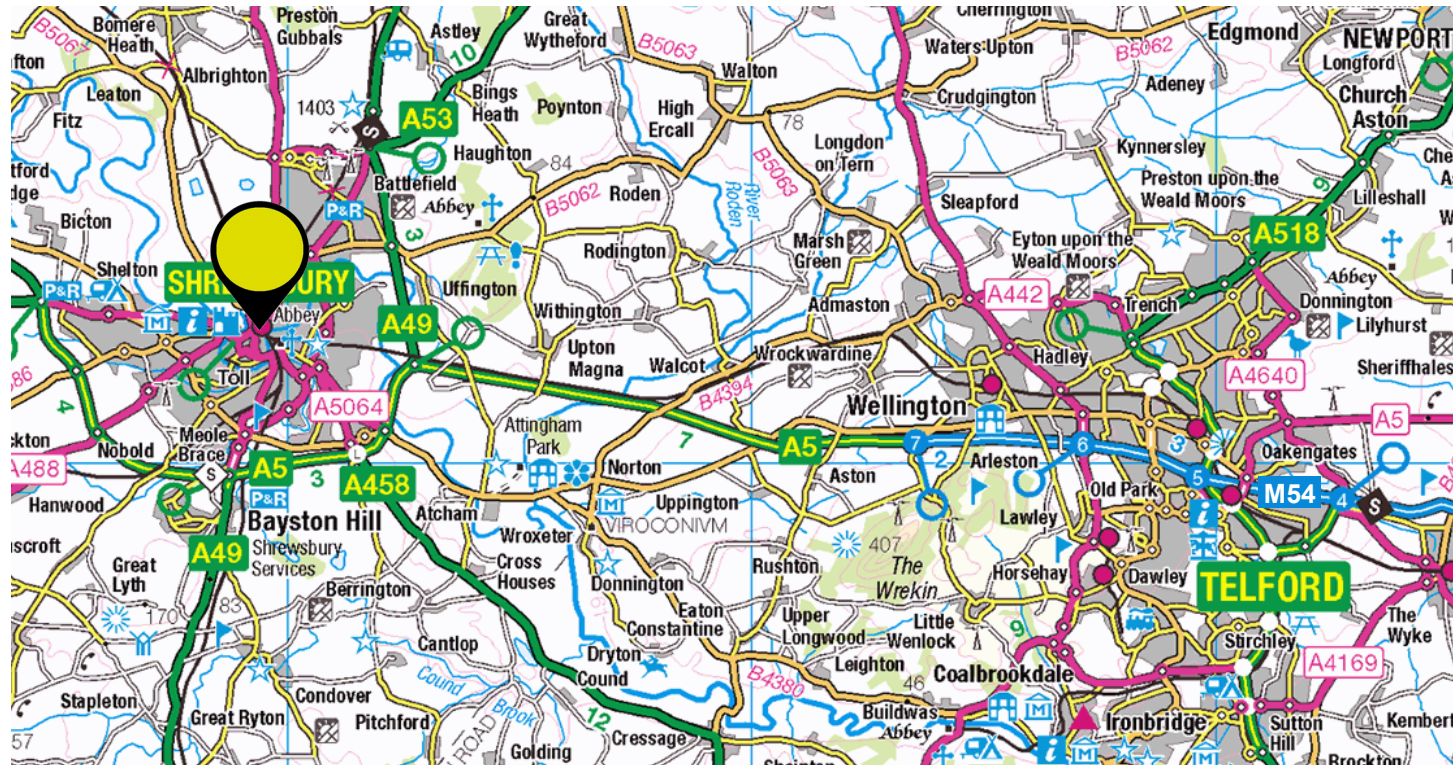 Preston
Gubbals
Bomere
Heath
B5067
Astley
10
Great
Wytheford
B5063
Cherrington
Waters Upton
B5062
Edgmond
NEWPORT
Longford
Albrighton
Leaton
Fitz
1403
S
A53
Bings
Heath
Poynton
High
Ercall
Walton
78
Crudgington
Adeney
Church
Aston
Haughton
84
Longdon
on Tern
B5063
Kynnersley
Preston upon the
Weald Moors
6
Lilleshall
Bicton
Battlefield
Abbey
P&R
B5062
Roden
River
Roden
Sleapford
3
Rodington
Marsh
Green
Eyton upon the
Weald Moors
A518
Abbey
Shelton
P&R
SHR
URY
Abbey
Uffington
A49
Withington
Admaston
A442
Trench
Donnington
Lilyhurst
Upton
Magna
Walcot
Wrockwardine
Hadley
Sheriffhales
Toll
A5064
B4394
Wellington
A4640
4
Nobold
Meole
Brace
Attingham
Park
7
A5
7
2
6
3
A5
A488
S
A5
3
L
A458
Norton
Aston
Arleston
Oakengates
5
M54
4
S
Hanwood
P&R
Bayston Hill
Shrewsbury
Services
Atcham
Uppington
VIROCONIVM
Old Park
Lawley
A49
Wroxeter
407
The
Wrekin
Great
Lyth
Cross
Houses
Donnington
Rushton
Horsehay
Dawley
TELFORD
170
83
Berrington
Eaton
Constantine
Upper
Longwood
Little
Wenlock
9
Stirchley
The
Wyke
Cantlop
Dryton
Leighton
Coalbrookdale
A4169
Stapleton
Condover
Cound
Brook
Cound
B4380
46
Great Ryton
Pitchford
12
Buildwas
Abbey
Ironbridge
Sutton
Hill
57
Golding
Cressage
Brockton